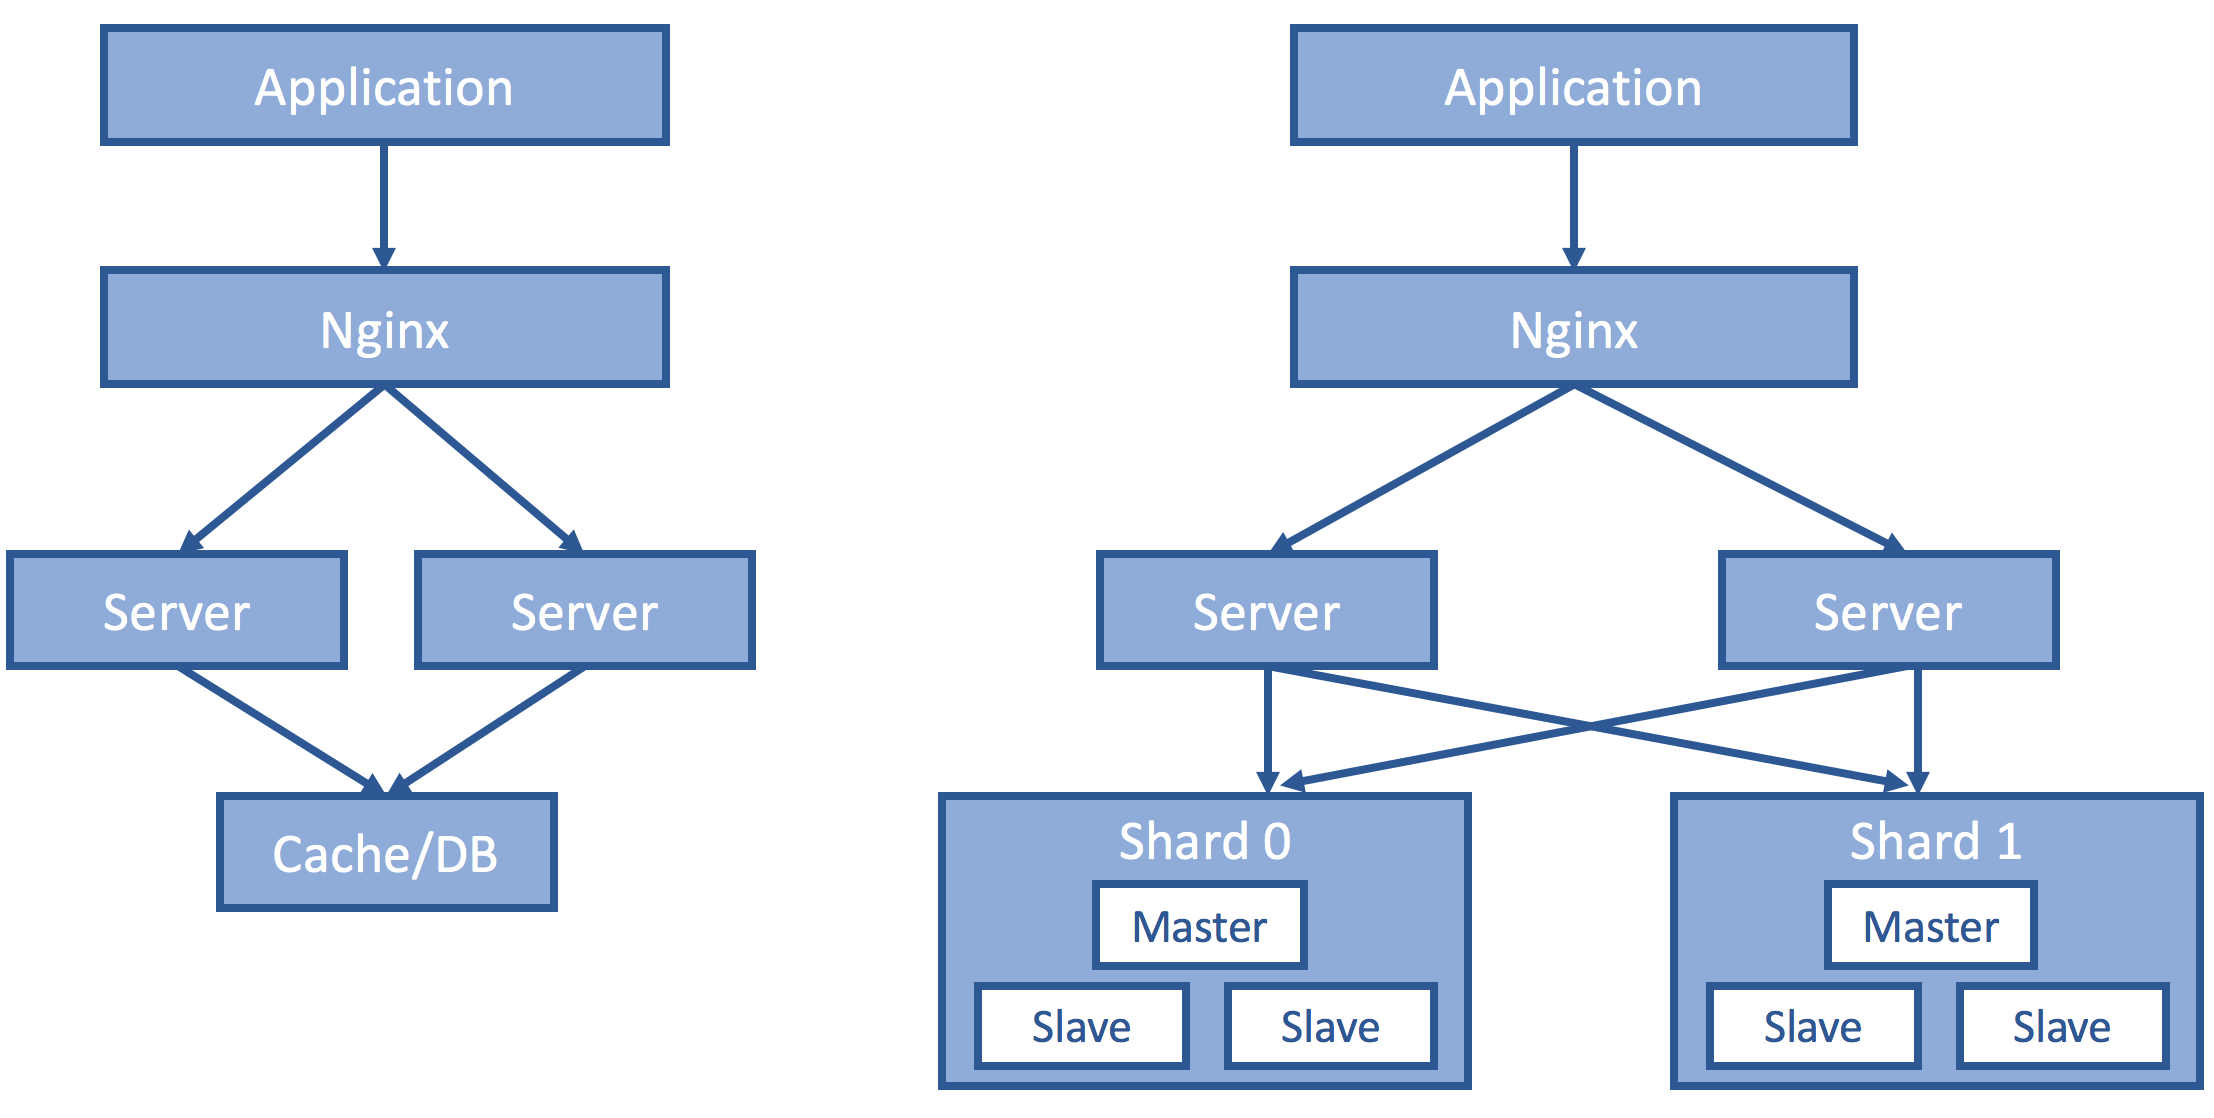 Application
Nginx
Server
Server
Cache/DB
Application
Nginx
Server
Server
Shard 0
Master
Slave
Slave
Shard 1
Master
Slave
Slave